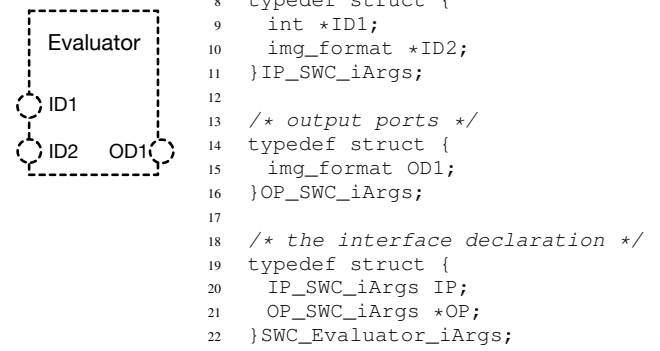 Evaluator
ID1
ID2 OD1
8 typedef struct {
9 int *ID1;
10 img_format *ID2;
11 }IP_SWC_iArgs;
12
13 /* output ports */
14 typedef struct {
15 img_format OD1;
16 }OP_SWC_iArgs;
17
18 /* the interface declaration */
19 typedef struct {
20 IP_SWC_iArgs IP;
21 OP_SWC_iArgs *OP;
22 }SWC_Evaluator_iArgs;